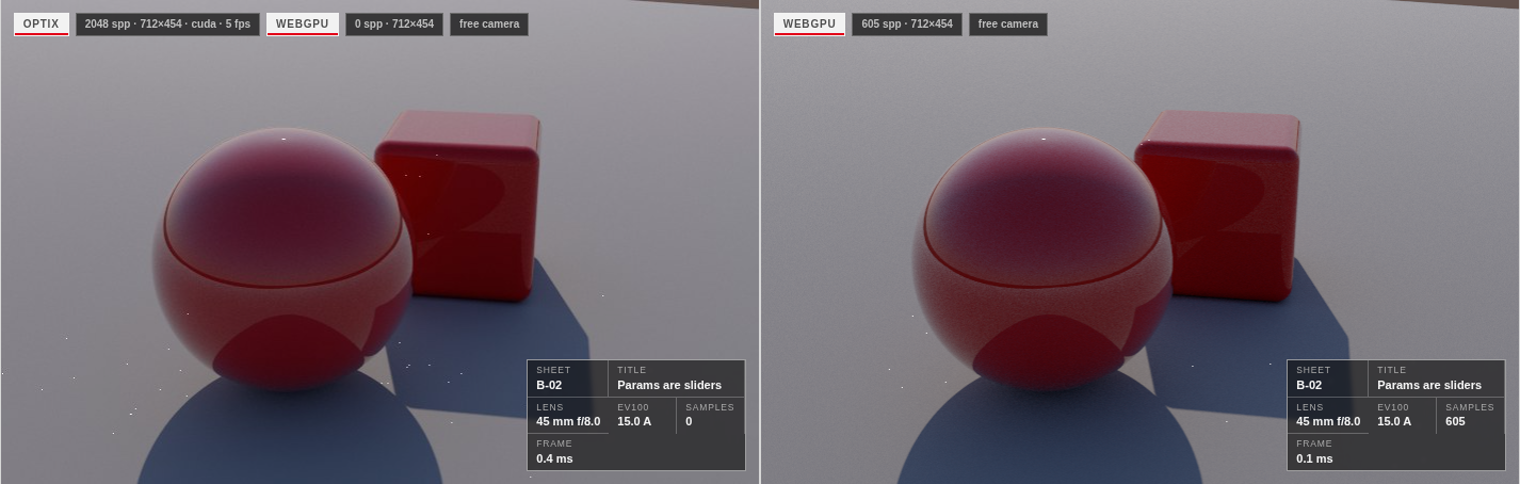 OPTIX 2048 spp · 712×454 · cuda · 5 fps WEBGPU 0 spp · 712×454 free camera
SHEET TITLE
B-02 Params are sliders
LENS EV100 SAMPLES
45 mm f/8.0 15.0 A 0
FRAME
0.4 ms
WEBGPU 605 spp · 712×454 free camera
SHEET TITLE
B-02 Params are sliders
LENS EV100 SAMPLES
45 mm f/8.0 15.0 A 605
FRAME
0.1 ms